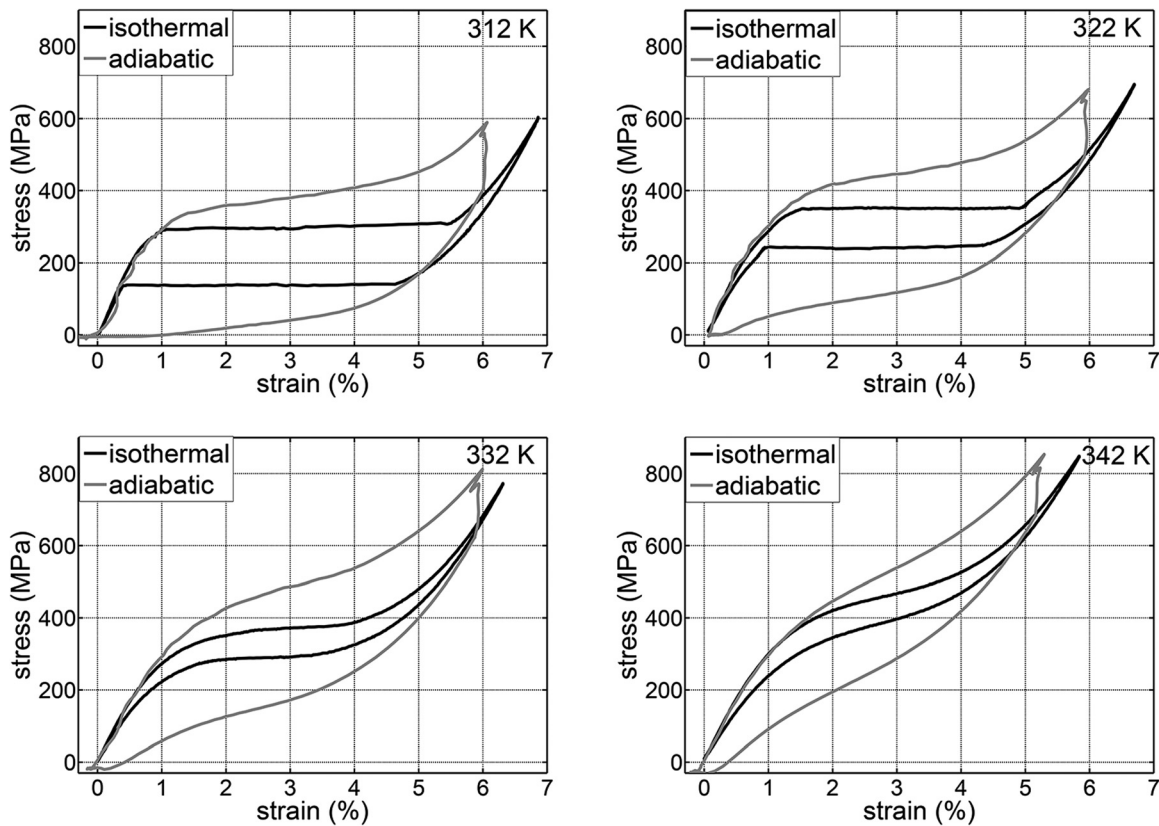 isothermal
adiabatic
312 K
800
600
400
200
0
stress (MPa)
0 1 2 3 4 5 6 7
strain (%)
isothermal
adiabatic
322 K
800
600
400
200
0
stress (MPa)
0 1 2 3 4 5 6 7
strain (%)
isothermal
adiabatic
332 K
800
600
400
200
0
stress (MPa)
0 1 2 3 4 5 6 7
strain (%)
isothermal
adiabatic
342 K
800
600
400
200
0
stress (MPa)
0 1 2 3 4 5 6 7
strain (%)